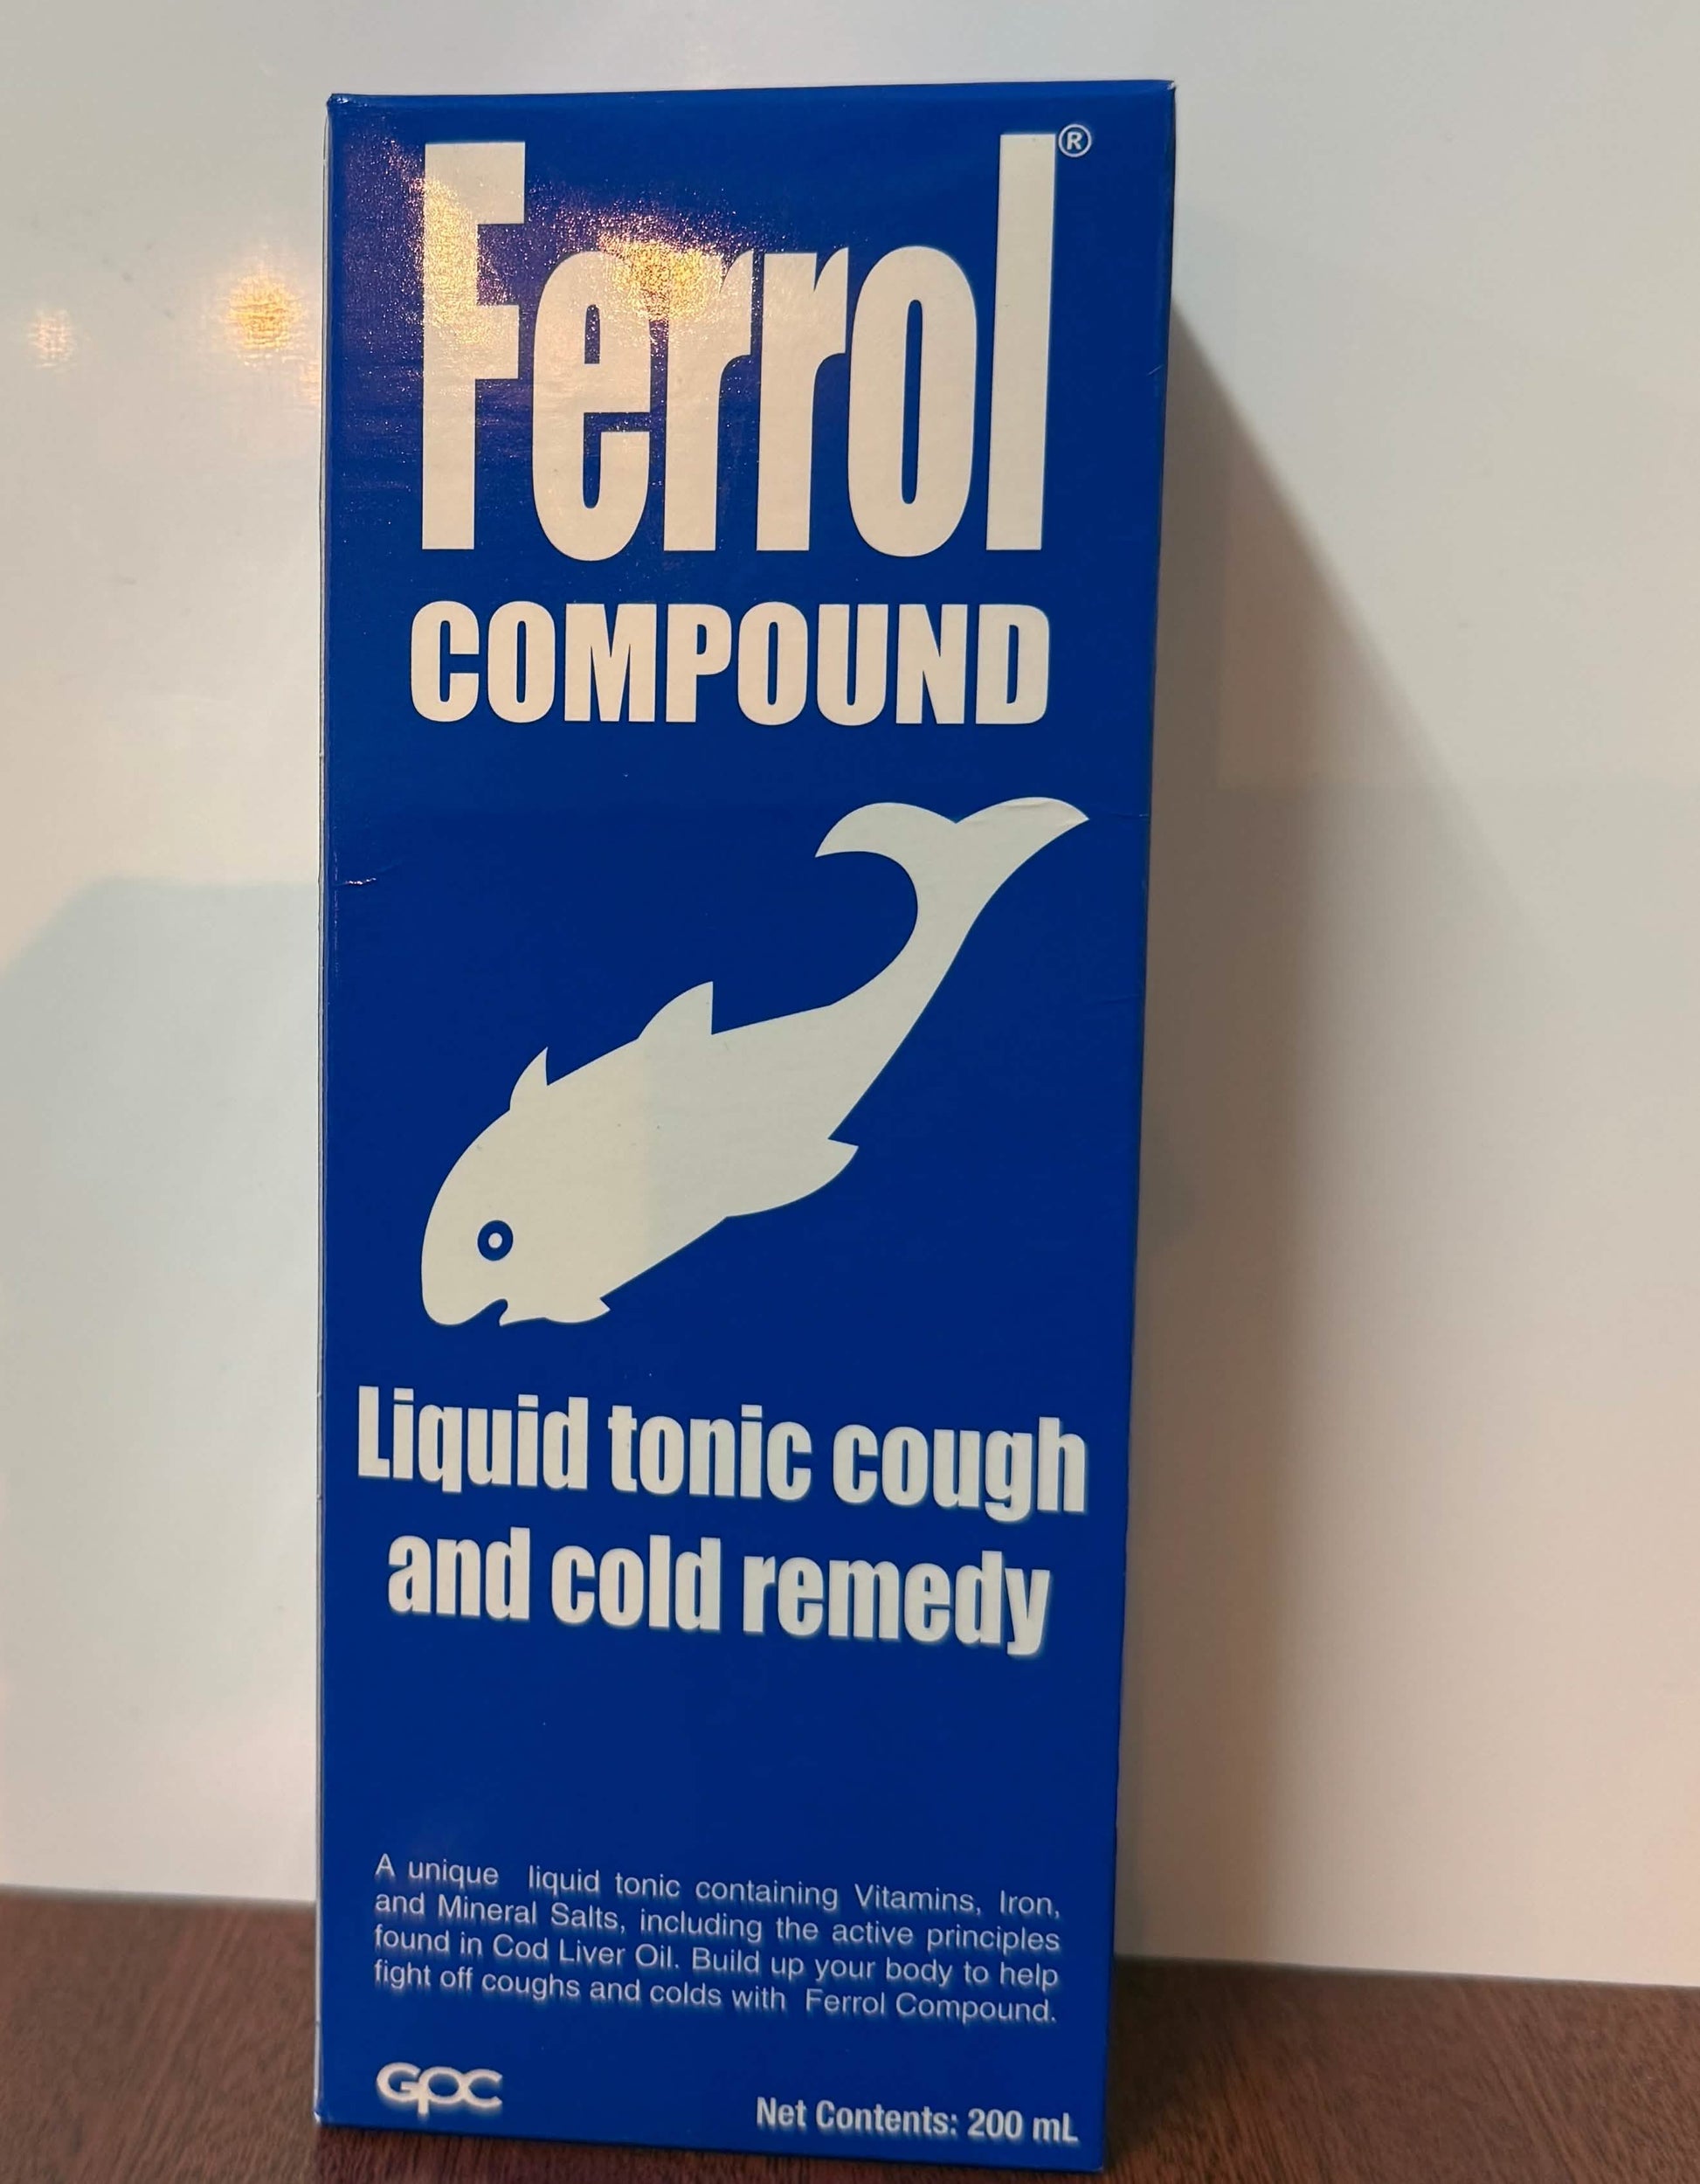 Ferrol®
COMPOUND
Liquid tonic cough
and cold remedy
A unique liquid tonic containing Vitamins, Iron,
and Mineral Salts, including the active principles
found in Cod Liver Oil. Build up your body to help
fight off coughs and colds with Ferrol Compound.
GPC
Net Contents: 200 mL